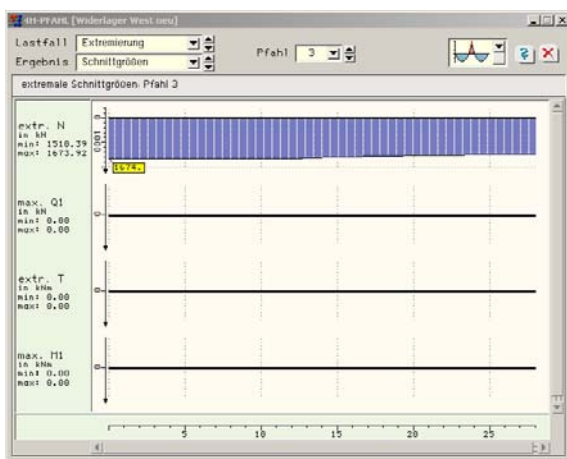 4H-PFAHL [Widerlager West neu]
Lastfall Extremierung
Pfahl 3
Ergebnis Schnittgrößen
extremale Schnittgrößen Pfahl 3
extr. N
in kN
min: 1510.39
max: 1673.92
0
1000
1674.
max. Q1
in kN
min: 0.00
max: 0.00
0
extr. T
in kNm
min: 0.00
max: 0.00
0
max. M1
in kNm
min: 0.00
max: 0.00
0
5 10 15 20 25